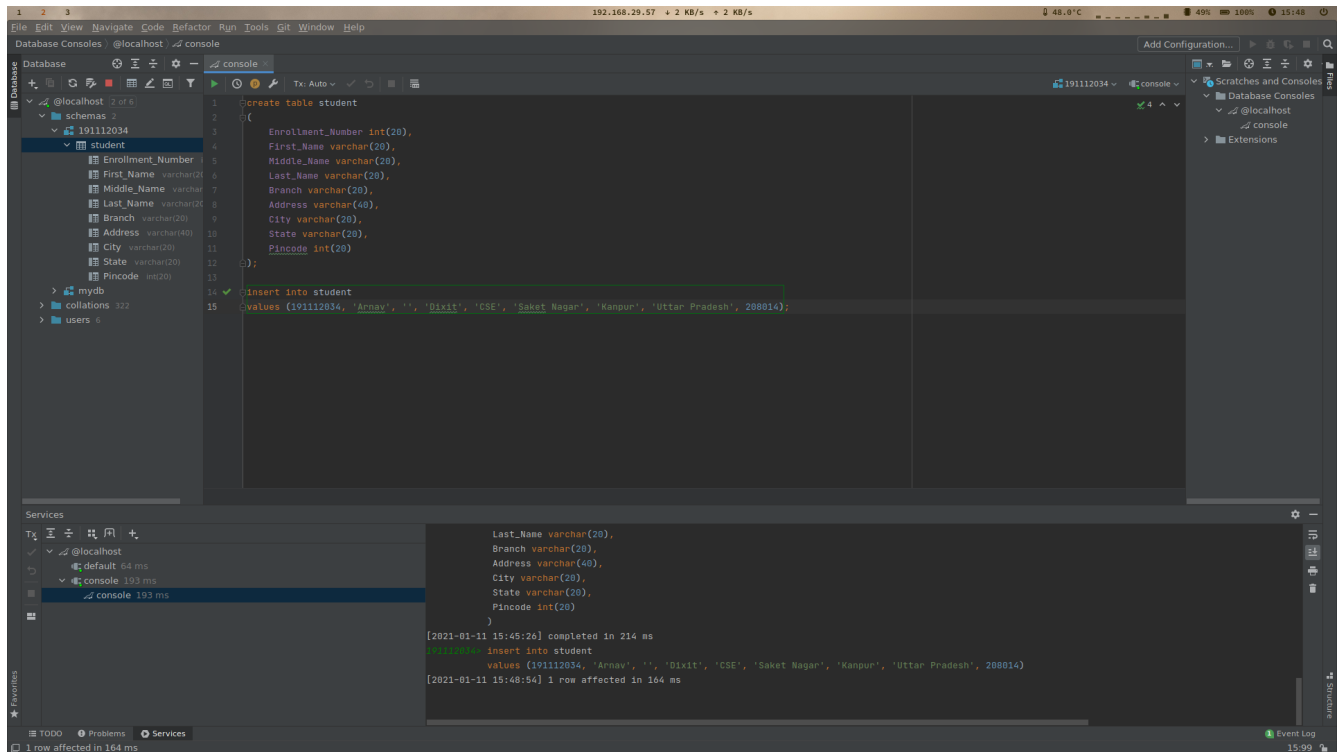 1 2 3 192.168.29.57 ↓ 2 KB/s ↑ 2 KB/s 48.0°C 49% 100% 15:48
File Edit View Navigate Code Refactor Run Tools Git Window Help
Database Consoles @localhost console Add Configuration...
Database
console
Tx: Auto
191112034 console
@localhost 2 of 6
schemas 2
191112034
student
Enrollment_Number
First_Name varchar(20
Middle_Name varchar
Last_Name varchar(20
Branch varchar(20)
Address varchar(40)
City varchar(20)
State varchar(20)
Pincode int(20)
mydb
collations 322
users 6
1 create table student
2 (
3 Enrollment_Number int(20),
4 First_Name varchar(20),
5 Middle_Name varchar(20),
6 Last_Name varchar(20),
7 Branch varchar(20),
8 Address varchar(40),
9 City varchar(20),
10 State varchar(20),
11 Pincode int(20)
12 );
13
14 insert into student
15 values (191112034, 'Arnav', '', 'Dixit', 'CSE', 'Saket Nagar', 'Kanpur', 'Uttar Pradesh', 208014);
4
Scratches and Consoles
Database Consoles
@localhost
console
Extensions
Database
Files
Services
Tx
@localhost
default 64 ms
console 193 ms
console 193 ms
Last_Name varchar(20),
Branch varchar(20),
Address varchar(40),
City varchar(20),
State varchar(20),
Pincode int(20)
)
[2021-01-11 15:45:26] completed in 214 ms
191112034> insert into student
values (191112034, 'Arnav', '', 'Dixit', 'CSE', 'Saket Nagar', 'Kanpur', 'Uttar Pradesh', 208014)
[2021-01-11 15:48:54] 1 row affected in 164 ms
Favorites
Structure
TODO Problems Services 1 Event Log
1 row affected in 164 ms 15:99